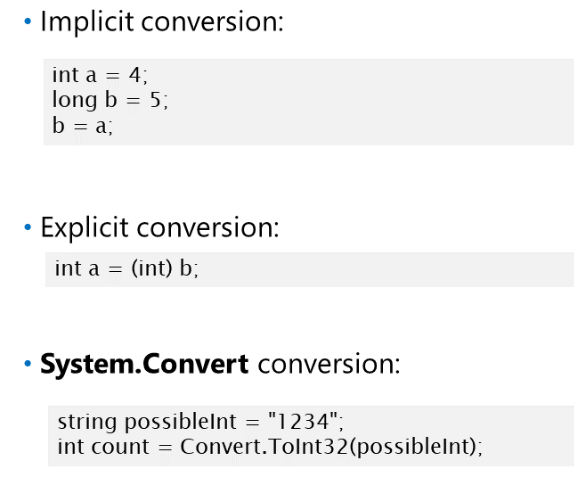 • Implicit conversion:
int a = 4;
long b = 5;
b = a;
• Explicit conversion:
int a = (int) b;
• System.Convert conversion:
string possibleInt = "1234";
int count = Convert.ToInt32(possibleInt);